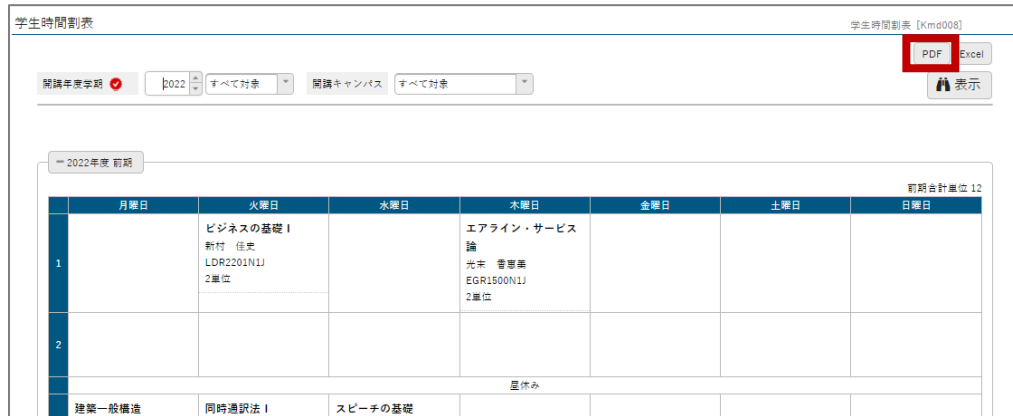 学生時間割表
学生時間割表 [Kmd008]
PDF Excel
開講年度学期 2022 すべて対象 開講キャンパス すべて対象 表示
2022年度 前期
前期合計単位 12
月曜日 火曜日 水曜日 木曜日 金曜日 土曜日 日曜日
1
ビジネスの基礎 I
新村 佳史
LDR2201N1J
2単位
エアライン・サービス
論
光末 香恵美
EGR1500N1J
2単位
2
昼休み
建築一般構造 同時通訳法 I スピーチの基礎